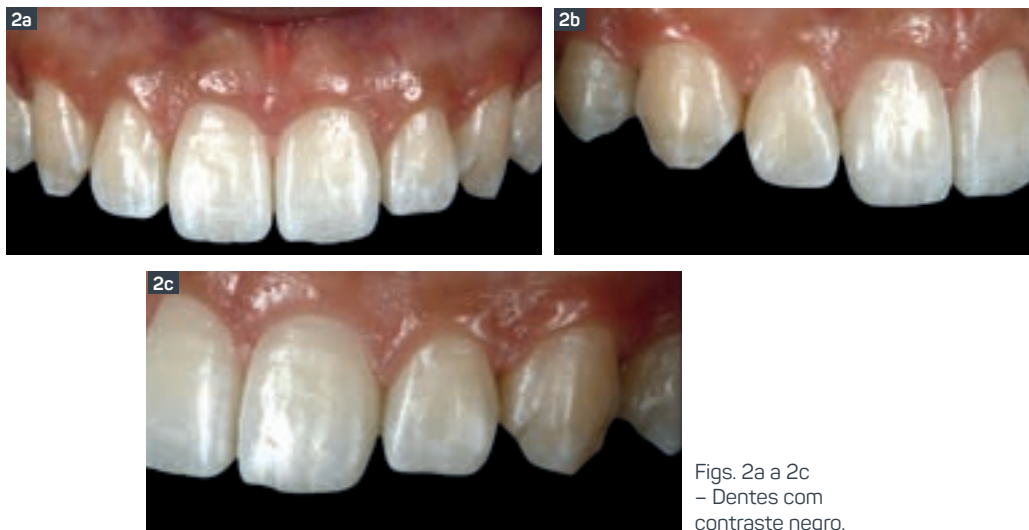 2a
2b
2c
Figs. 2a a 2c
– Dentes com
contraste negro.